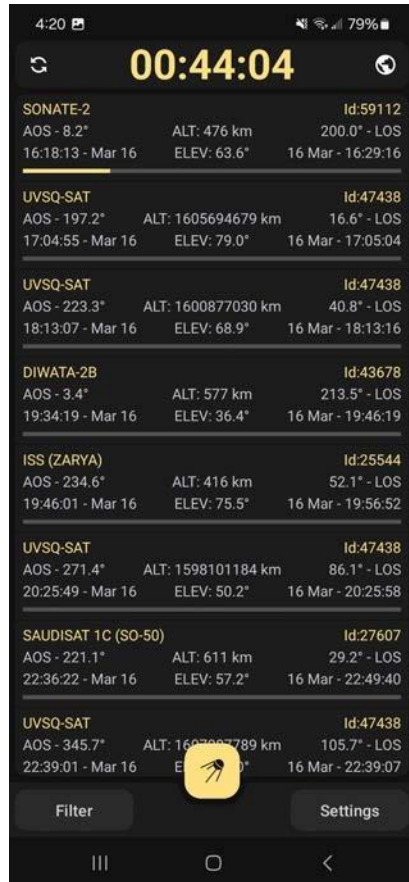 4:20 79%
00:44:04
SONATE-2 Id:59112
AOS - 8.2° ALT: 476 km 200.0° - LOS
16:18:13 - Mar 16 ELEV: 63.6° 16 Mar - 16:29:16
UVSQ-SAT Id:47438
AOS - 197.2° ALT: 1605694679 km 16.6° - LOS
17:04:55 - Mar 16 ELEV: 79.0° 16 Mar - 17:05:04
UVSQ-SAT Id:47438
AOS - 223.3° ALT: 1600877030 km 40.8° - LOS
18:13:07 - Mar 16 ELEV: 68.9° 16 Mar - 18:13:16
DIWATA-2B Id:43678
AOS - 3.4° ALT: 577 km 213.5° - LOS
19:34:19 - Mar 16 ELEV: 36.4° 16 Mar - 19:46:19
ISS (ZARYA) Id:25544
AOS - 234.6° ALT: 416 km 52.1° - LOS
19:46:01 - Mar 16 ELEV: 75.5° 16 Mar - 19:56:52
UVSQ-SAT Id:47438
AOS - 271.4° ALT: 1598101184 km 86.1° - LOS
20:25:49 - Mar 16 ELEV: 50.2° 16 Mar - 20:25:58
SAUDISAT 1C (SO-50) Id:27607
AOS - 221.1° ALT: 611 km 29.2° - LOS
22:36:22 - Mar 16 ELEV: 57.2° 16 Mar - 22:49:40
UVSQ-SAT Id:47438
AOS - 345.7° ALT: km 105.7° - LOS
22:39:01 - Mar 16 16 Mar - 22:39:07
Filter Settings